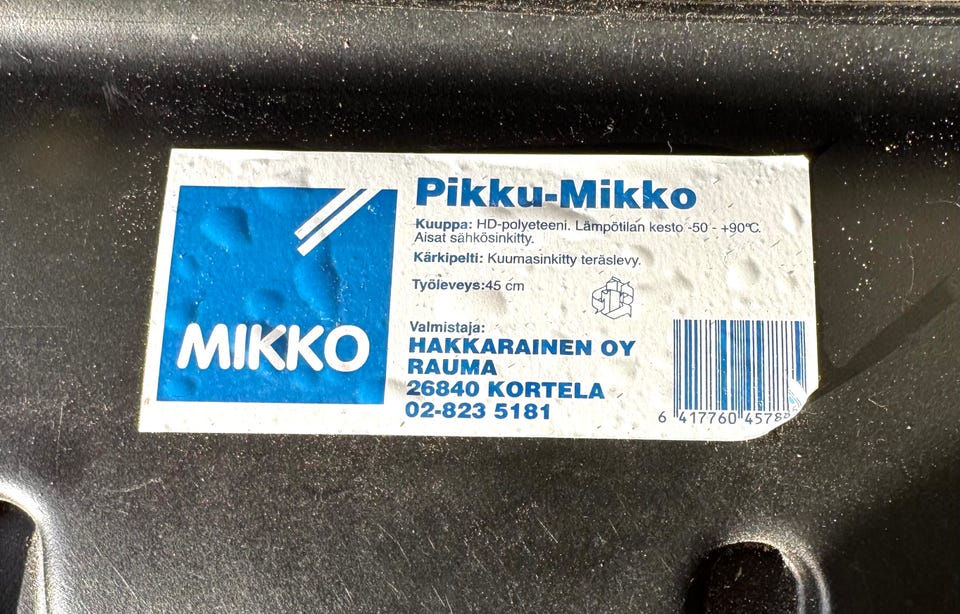 MIKKO
Pikku-Mikko
Kuuppa: HD-polyeteeni. Lämpötilan kesto -50 - +90°C.
Aisat sähkösinkitty.
Kärkipelti: Kuumasinkitty teräslevy.
Työleveys:45 cm
Valmistaja:
HAKKARAINEN OY
RAUMA
26840 KORTELA
02-823 5181
6 417760 4578